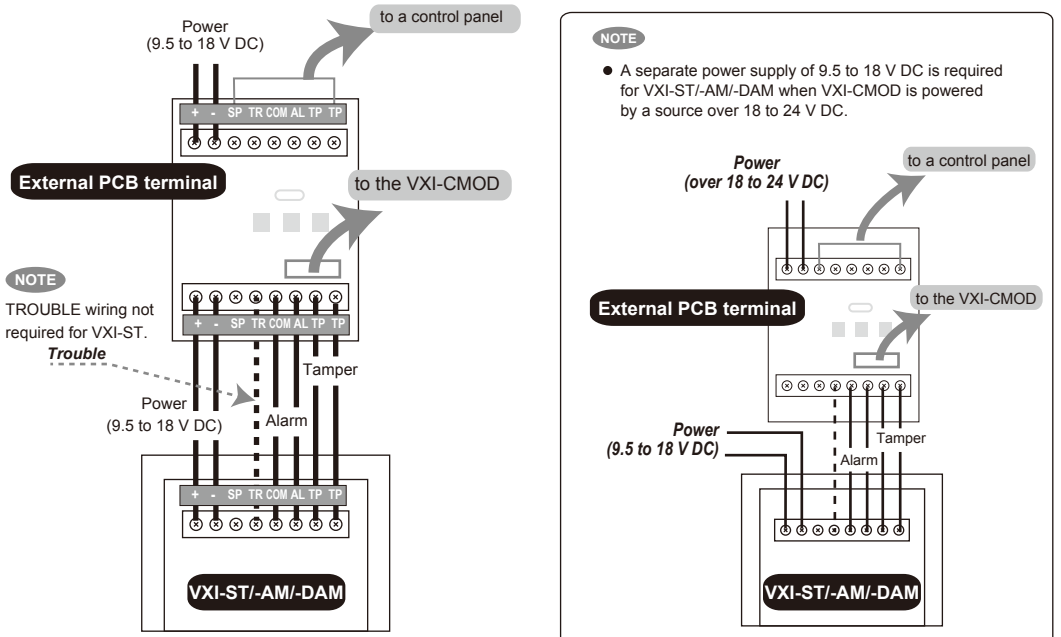 to a control panel
Power
(9.5 to 18 V DC)
+ - SP TR COM AL TP TP
External PCB terminal
to the VXI-CMOD
NOTE
TROUBLE wiring not
required for VXI-ST.
Trouble
+ - SP TR COM AL TP TP
Tamper
Power
(9.5 to 18 V DC)
Alarm
+ - SP TR COM AL TP TP
VXI-ST/-AM/-DAM
NOTE
● A separate power supply of 9.5 to 18 V DC is required
for VXI-ST/-AM/-DAM when VXI-CMOD is powered
by a source over 18 to 24 V DC.
Power
(over 18 to 24 V DC)
to a control panel
External PCB terminal
to the VXI-CMOD
Power
(9.5 to 18 V DC)
Tamper
Alarm
VXI-ST/-AM/-DAM